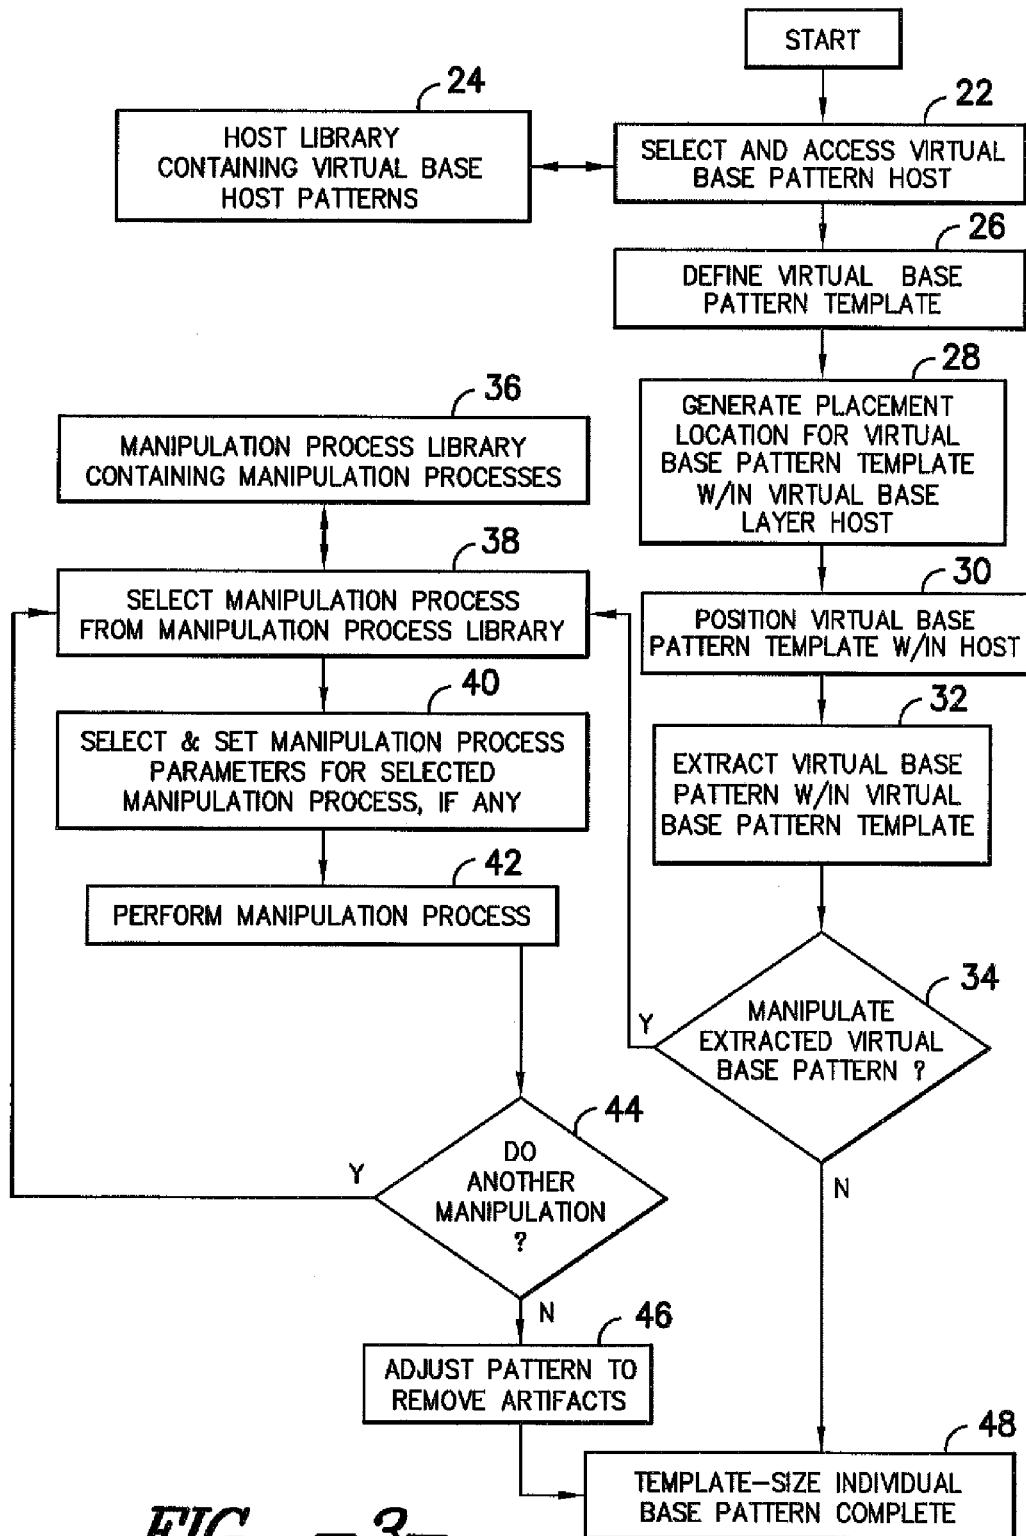 START
22
SELECT AND ACCESS VIRTUAL
BASE PATTERN HOST
24
HOST LIBRARY
CONTAINING VIRTUAL BASE
HOST PATTERNS
26
DEFINE VIRTUAL BASE
PATTERN TEMPLATE
28
GENERATE PLACEMENT
LOCATION FOR VIRTUAL
BASE PATTERN TEMPLATE
W/IN VIRTUAL BASE
LAYER HOST
30
POSITION VIRTUAL BASE
PATTERN TEMPLATE W/IN HOST
32
EXTRACT VIRTUAL BASE
PATTERN W/IN VIRTUAL
BASE PATTERN TEMPLATE
34
MANIPULATE
EXTRACTED VIRTUAL
BASE PATTERN ?
Y
N
36
MANIPULATION PROCESS LIBRARY
CONTAINING MANIPULATION PROCESSES
38
SELECT MANIPULATION PROCESS
FROM MANIPULATION PROCESS LIBRARY
40
SELECT & SET MANIPULATION PROCESS
PARAMETERS FOR SELECTED
MANIPULATION PROCESS, IF ANY
42
PERFORM MANIPULATION PROCESS
44
DO
ANOTHER
MANIPULATION
?
Y
N
46
ADJUST PATTERN TO
REMOVE ARTIFACTS
48
TEMPLATE-SIZE INDIVIDUAL
BASE PATTERN COMPLETE
FIG. -3-